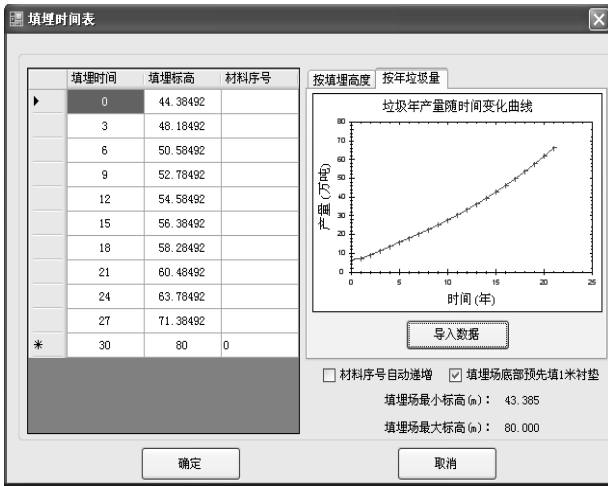 填埋时间表
填埋时间 填埋标高 材料序号
0 44.38492
3 48.18492
6 50.58492
9 52.78492
12 54.58492
15 56.38492
18 58.28492
21 60.48492
24 63.78492
27 71.38492
* 30 80 0
按填埋高度 按年垃圾量
垃圾年产量随时间变化曲线
产量(万吨)
80
70
60
50
40
30
20
10
0
0 5 10 15 20 25
时间(年)
导入数据
材料序号自动递增 填埋场底部预先填1米衬垫
填埋场最小标高(m): 43.385
填埋场最大标高(m): 80.000
确定 取消